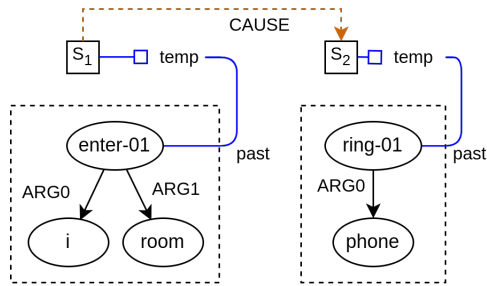 CAUSE
S1 temp S2 temp
enter-01 ring-01
past past
ARG0 ARG1 ARG0
i room phone